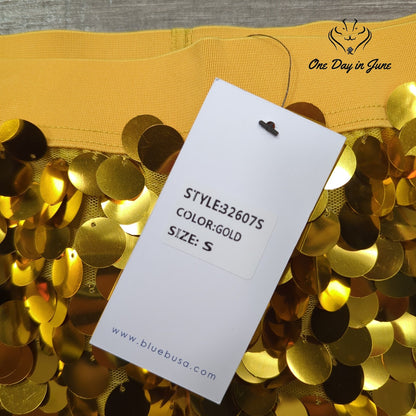 One Day in June
STYLE:32607S
COLOR:GOLD
SIZE: S
www.bluebusa.com